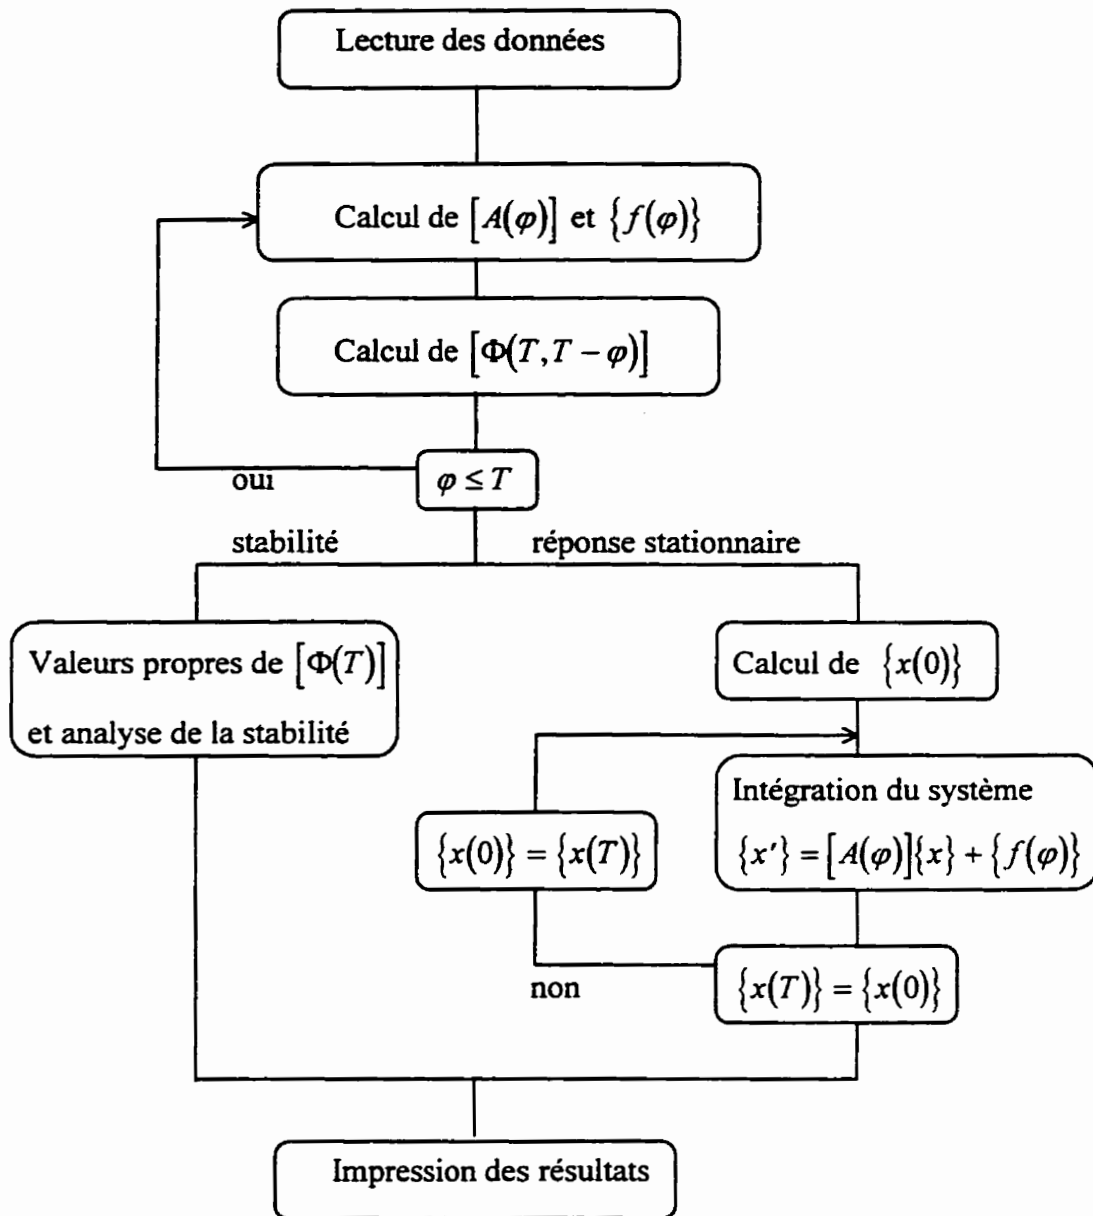 Lecture des données
Calcul de [A(φ)] et {f(φ)}
Calcul de [Φ(T, T − φ)]
φ ≤ T
oui
stabilité
réponse stationnaire
Valeurs propres de [Φ(T)]
et analyse de la stabilité
Calcul de {x(0)}
Intégration du système
{x′} = [A(φ)]{x} + {f(φ)}
{x(0)} = {x(T)}
non
{x(T)} = {x(0)}
Impression des résultats